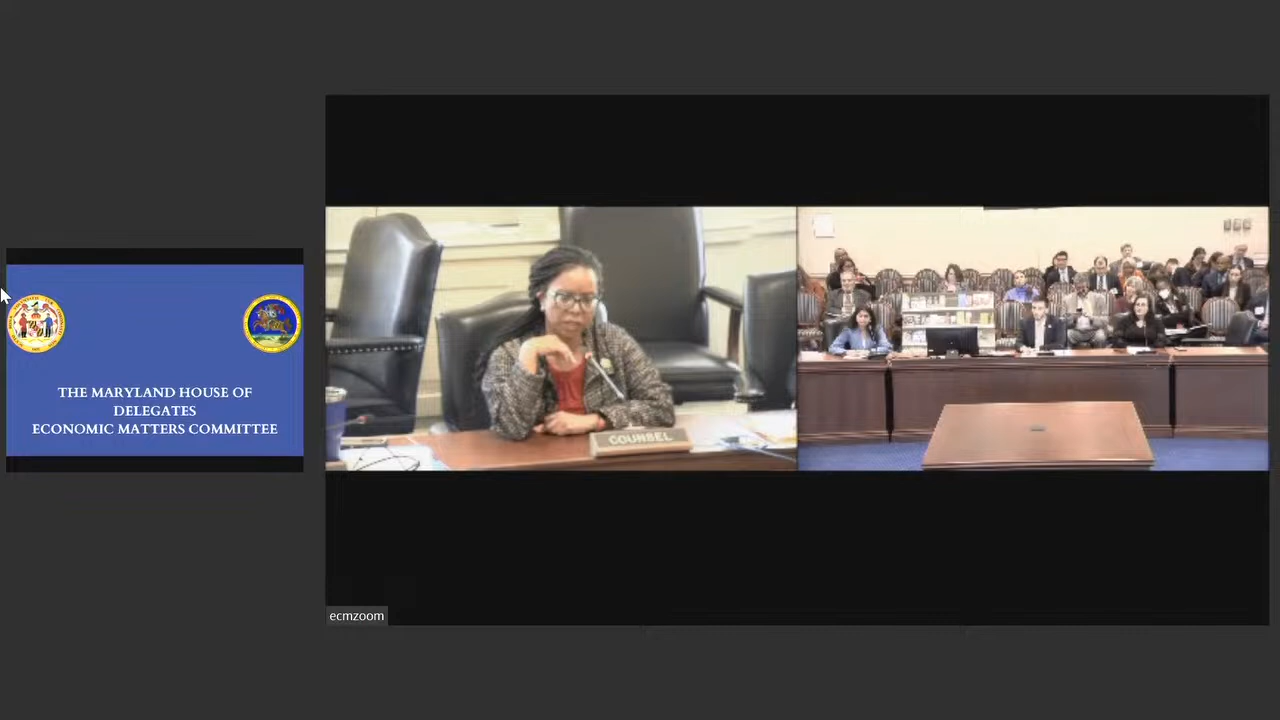 THE MARYLAND HOUSE OF
DELEGATES
ECONOMIC MATTERS COMMITTEE
COUNSEL
ecmzoom